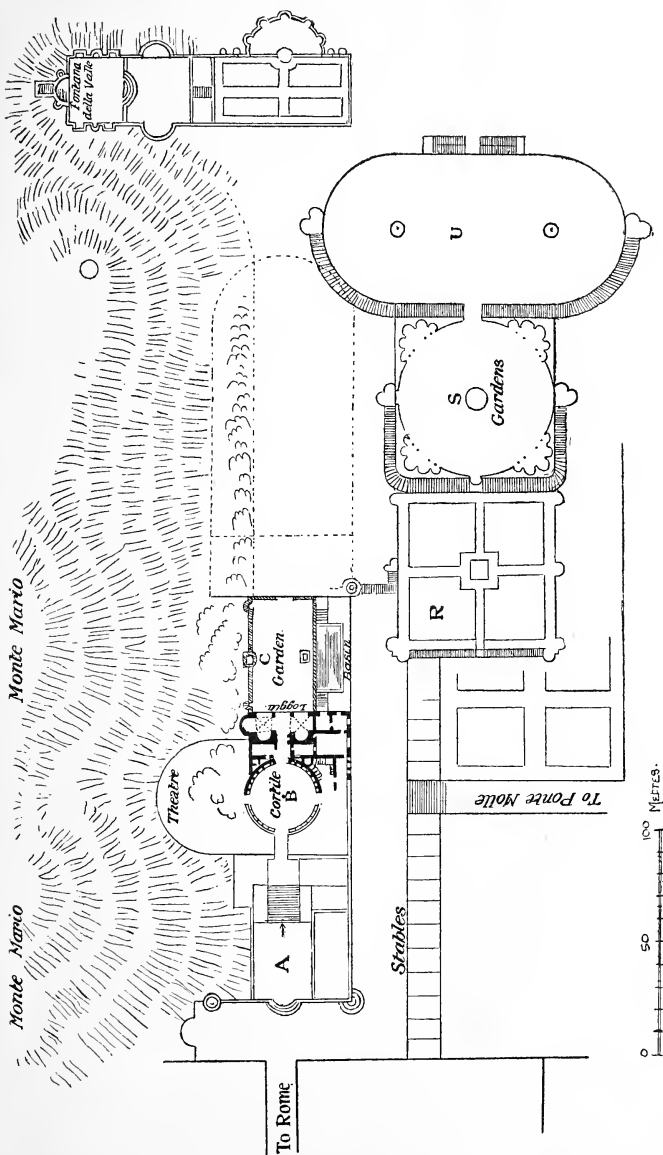 Fontana
della Valle
Monte Mario
Monte Mario
Theatre
Cortile
B
Loggia
C
Garden
Basin
A
To Rome
Stables
To Ponte Molle
R
S
Gardens
U
0 50 100 METRES.